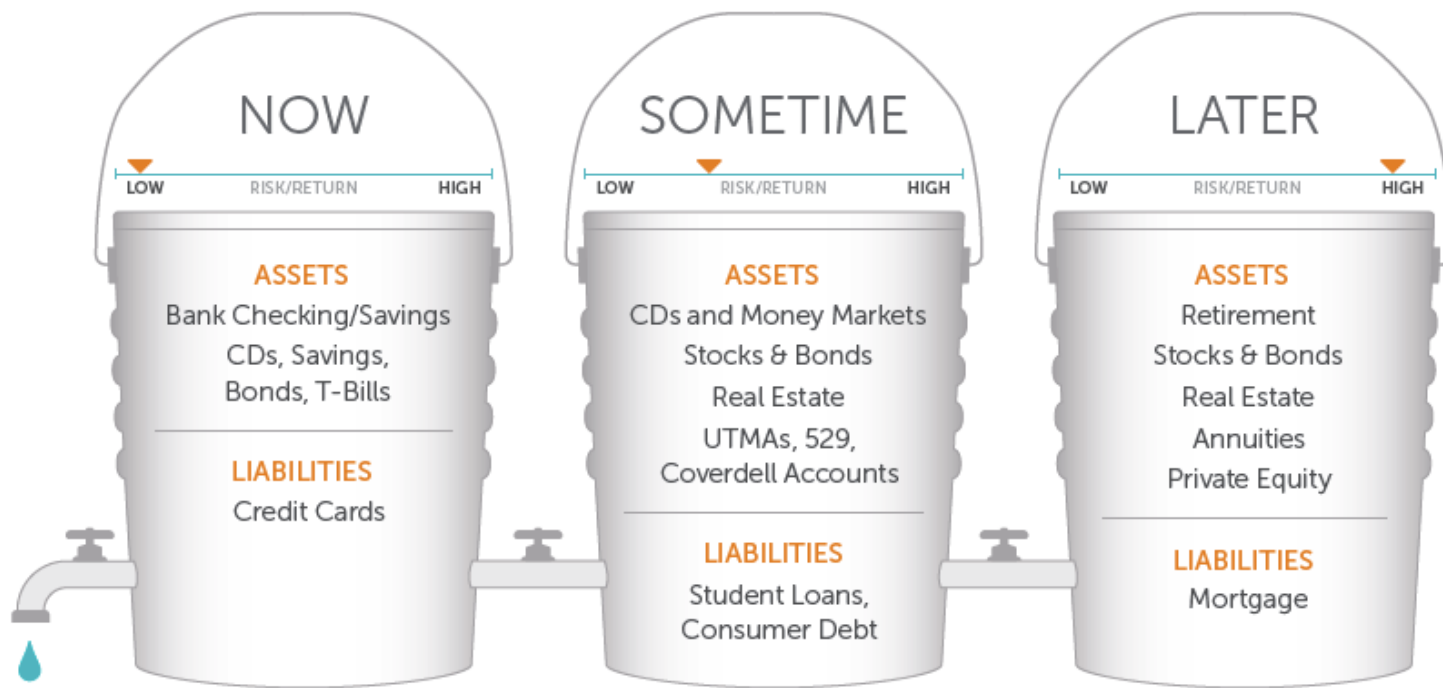 NOW
LOW RISK/RETURN HIGH
ASSETS
Bank Checking/Savings
CDs, Savings,
Bonds, T-Bills
LIABILITIES
Credit Cards
SOMETIME
LOW RISK/RETURN HIGH
ASSETS
CDs and Money Markets
Stocks & Bonds
Real Estate
UTMAs, 529,
Coverdell Accounts
LIABILITIES
Student Loans,
Consumer Debt
LATER
LOW RISK/RETURN HIGH
ASSETS
Retirement
Stocks & Bonds
Real Estate
Annuities
Private Equity
LIABILITIES
Mortgage